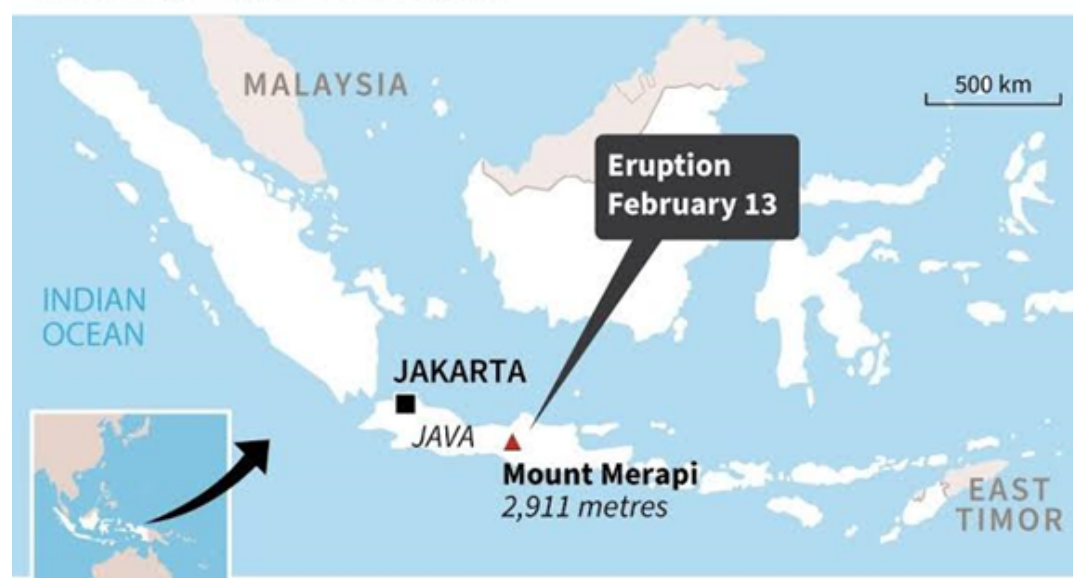 MALAYSIA
500 km
Eruption
February 13
INDIAN
OCEAN
JAKARTA
JAVA
Mount Merapi
2,911 metres
EAST
TIMOR